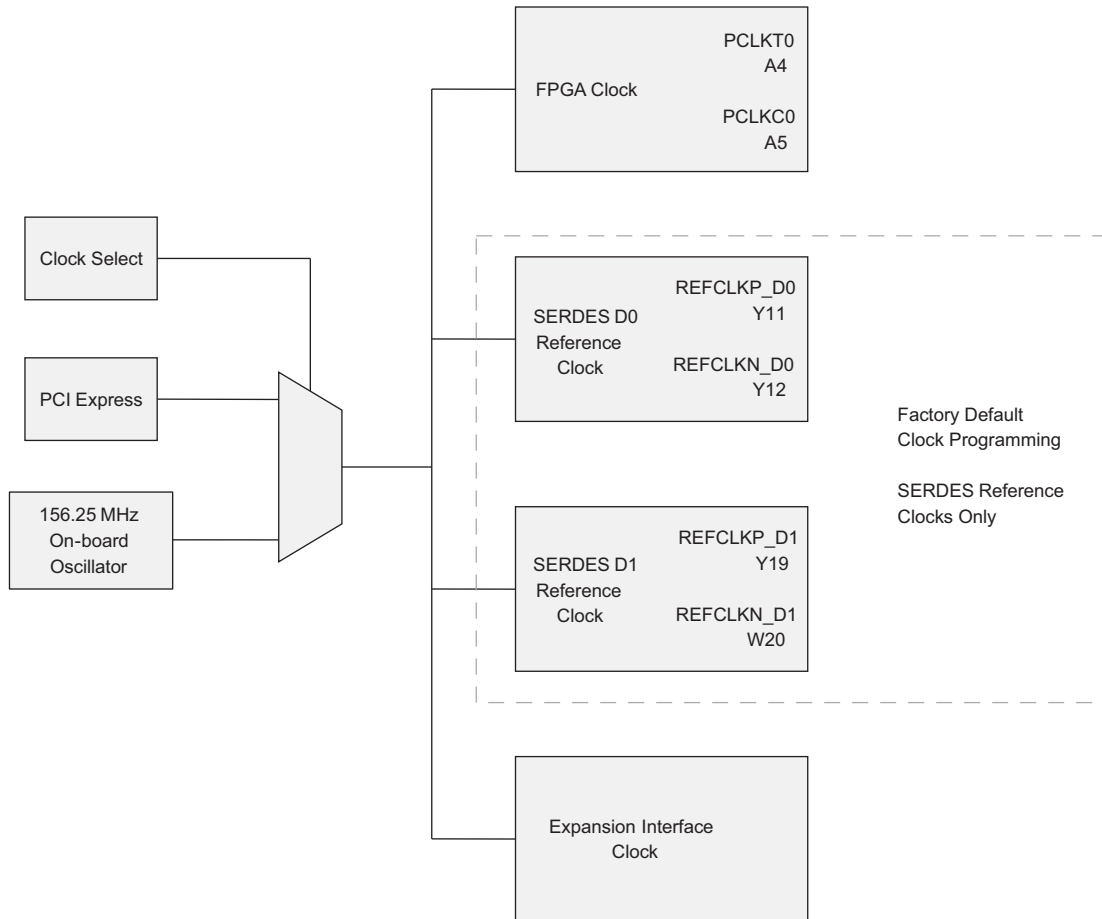 PCLKT0
A4
FPGA Clock
PCLKC0
A5
Clock Select
PCI Express
156.25 MHz
On-board
Oscillator
SERDES D0
Reference
Clock
REFCLKP_D0
Y11
REFCLKN_D0
Y12
Factory Default
Clock Programming
SERDES Reference
Clocks Only
SERDES D1
Reference
Clock
REFCLKP_D1
Y19
REFCLKN_D1
W20
Expansion Interface
Clock